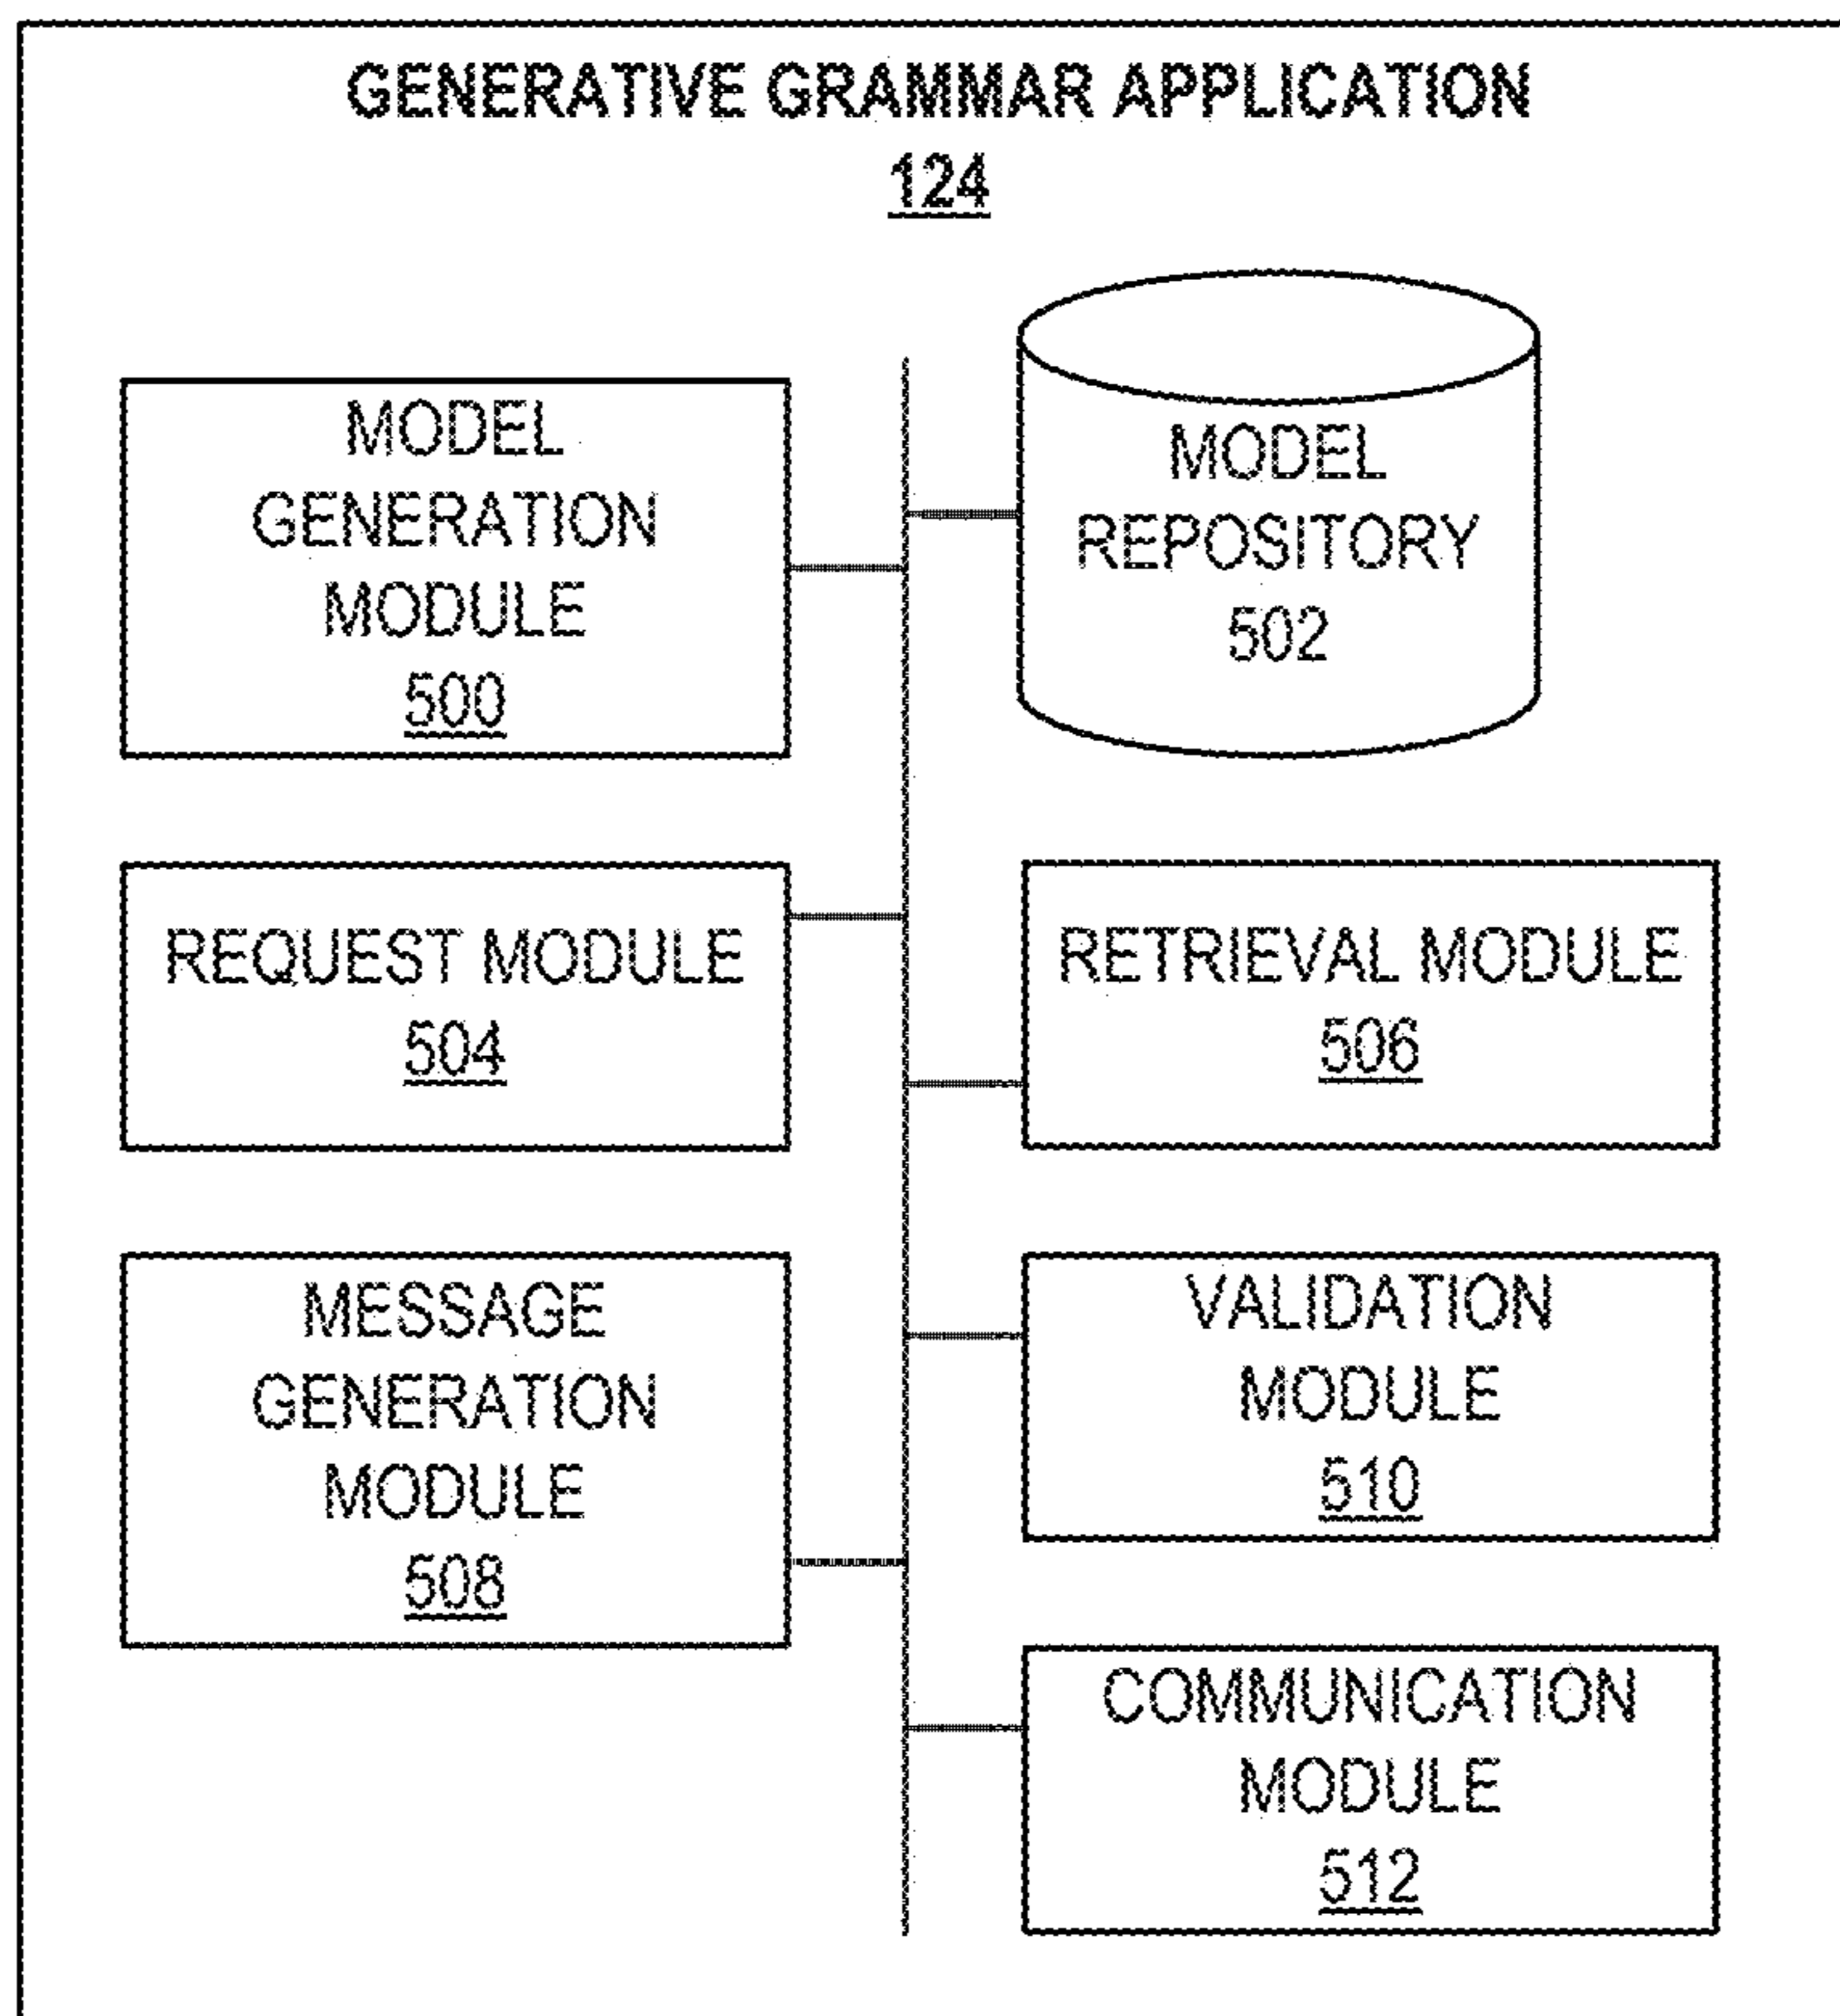 GENERATIVE GRAMMAR APPLICATION
124
MODEL
GENERATION
MODULE
500
MODEL
REPOSITORY
502
REQUEST MODULE
504
RETRIEVAL MODULE
506
MESSAGE
GENERATION
MODULE
508
VALIDATION
MODULE
510
COMMUNICATION
MODULE
512